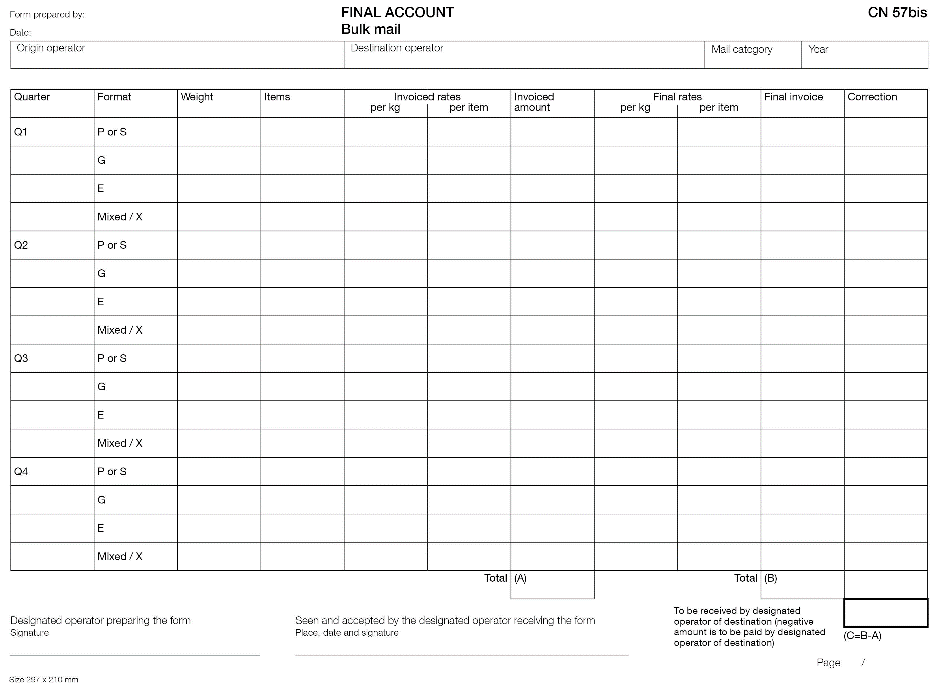 Form prepared by:
FINAL ACCOUNT
CN 57bis
Date:
Bulk mail
Origin operator
Destination operator
Mail category
Year
Quarter
Format
Weight
Items
Invoiced rates
per kg
per item
Invoiced
amount
Final rates
per kg
per item
Final invoice
Correction
Q1
P or S
G
E
Mixed / X
Q2
P or S
G
E
Mixed / X
Q3
P or S
G
E
Mixed / X
Q4
P or S
G
E
Mixed / X
Total (A)
Total (B)
Designated operator preparing the form
Signature
Seen and accepted by the designated operator receiving the form
Place, date and signature
To be received by designated
operator of destination (negative
amount is to be paid by designated
operator of destination)
(C=B-A)
Page /
Size 297 x 210 mm